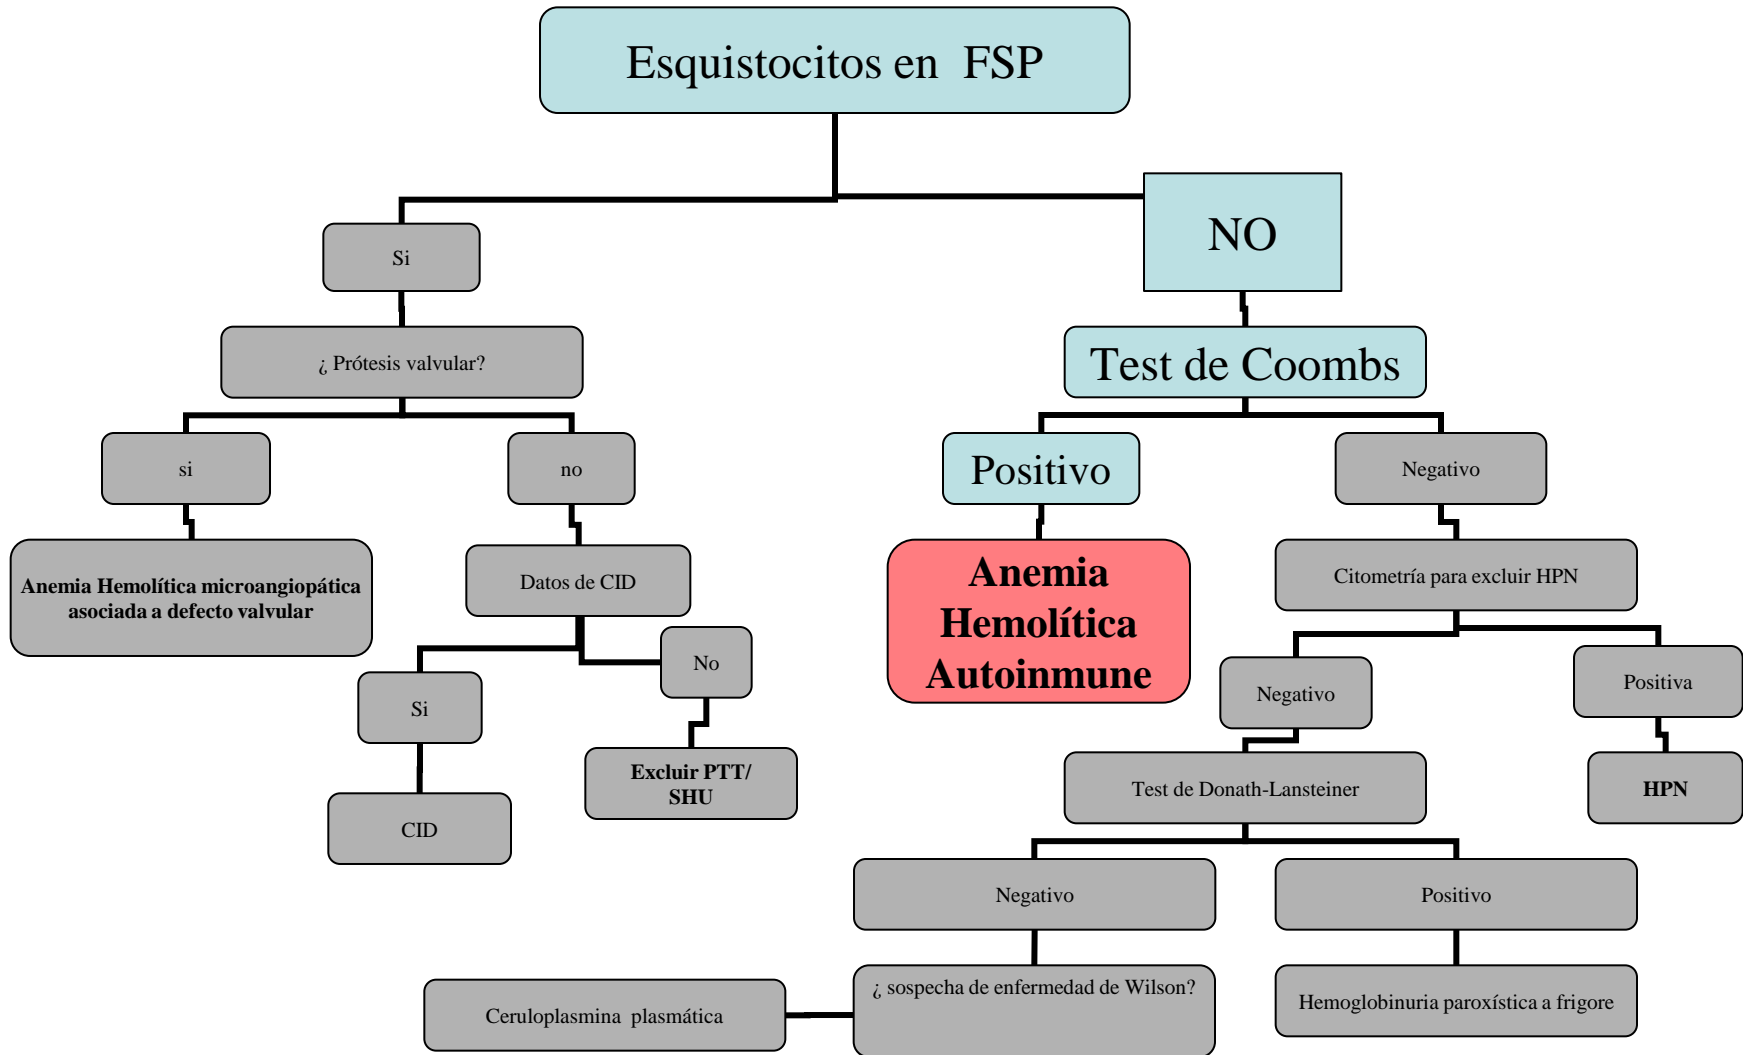 Esquistocitos en FSP
Si
NO
¿ Prótesis valvular?
Test de Coombs
si
no
Positivo
Negativo
Anemia Hemolítica microangiopática
asociada a defecto valvular
Datos de CID
Anemia
Hemolítica
Autoinmune
Citometría para excluir HPN
Si
No
Negativo
Positiva
CID
Excluir PTT/
SHU
Test de Donath-Lansteiner
HPN
Negativo
Positivo
Ceruloplasmina plasmática
¿ sospecha de enfermedad de Wilson?
Hemoglobinuria paroxística a frigore